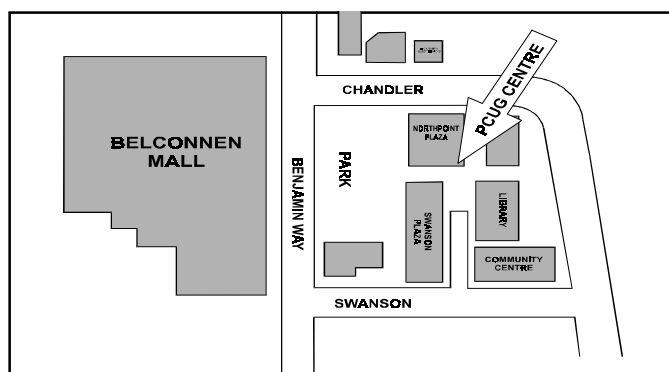 CHANDLER
PCUG CENTRE
NORTHPOINT
PLAZA
BELCONNEN
MALL
BENJAMIN WAY
PARK
SWANSON
PLAZA
LIBRARY
COMMUNITY
CENTRE
SWANSON